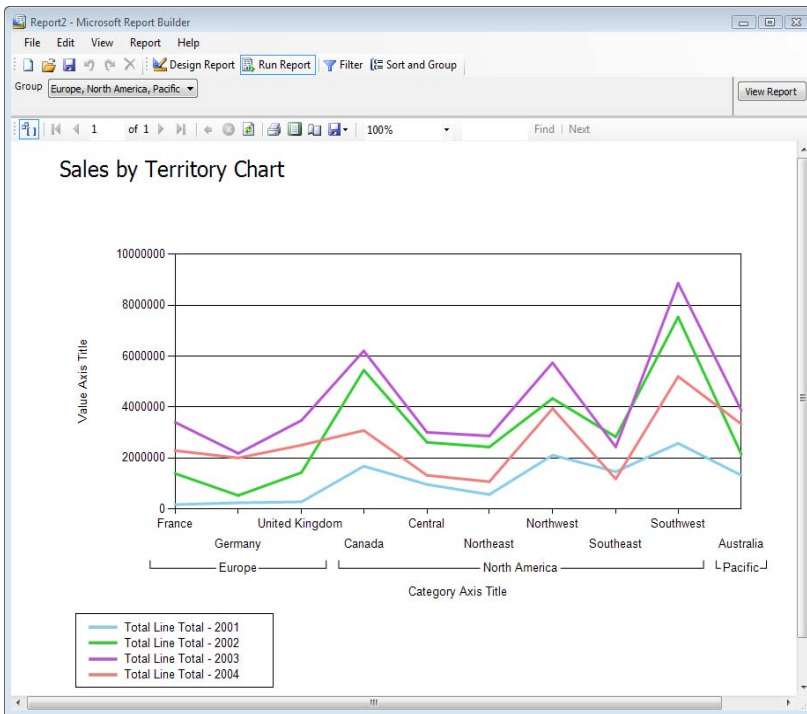 Report2 - Microsoft Report Builder
File Edit View Report Help
Design Report Run Report Filter Sort and Group
Group Europe, North America, Pacific View Report
1 of 1 100% Find | Next
Sales by Territory Chart
Value Axis Title
10000000
8000000
6000000
4000000
2000000
0
France United Kingdom Central Northwest Southwest
Germany Canada Northeast Southeast Australia
Europe North America Pacific
Category Axis Title
Total Line Total - 2001
Total Line Total - 2002
Total Line Total - 2003
Total Line Total - 2004